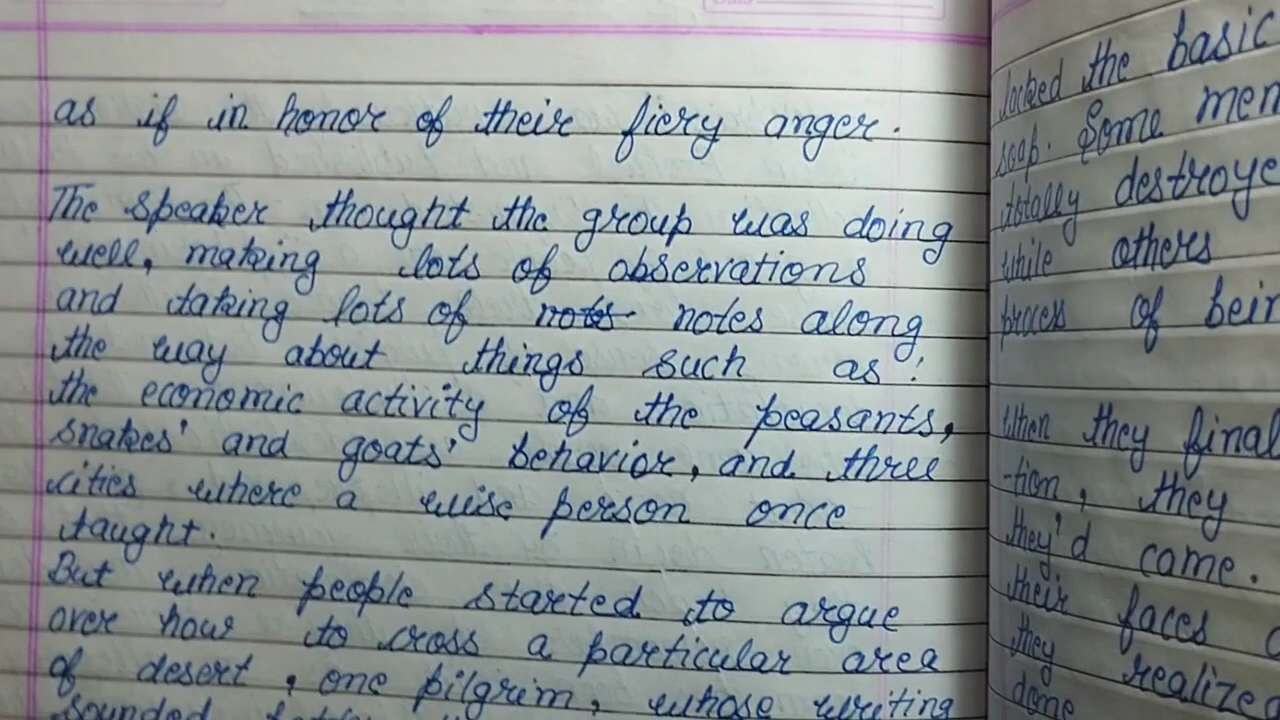 as if in honor of their fiery anger.
The speaker thought the group was doing
well, making lots of observations
and taking lots of notes notes along
the way about things such as:
the economic activity of the peasants,
snakes' and goats' behavior, and three
cities where a wise person once
taught.
But when people started to argue
over how to cross a particular area
of desert, one pilgrim, whose writing
sounded
locked the basic
soap. Some men
totally destroye
while others
process of bein
When they final
-tion, they
they'd came.
their faces
they realized
done